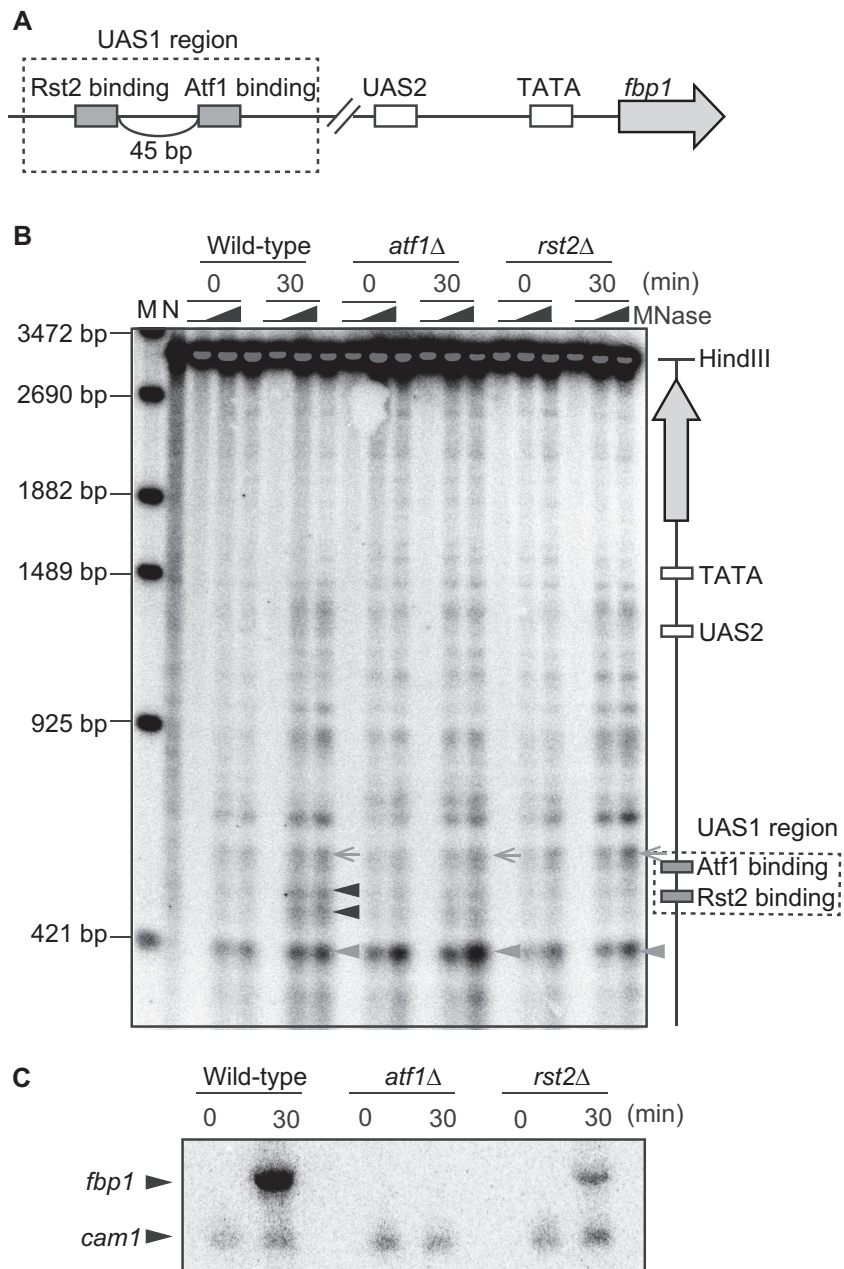 A
UAS1 region
Rst2 binding Atf1 binding UAS2 TATA fbp1
45 bp
B
Wild-type atf1Δ rst2Δ
0 30 0 30 0 30 (min)
M N MNase
3472 bp
HindIII
2690 bp
1882 bp
1489 bp
TATA
UAS2
925 bp
UAS1 region
Atf1 binding
Rst2 binding
421 bp
C
Wild-type atf1Δ rst2Δ
0 30 0 30 0 30 (min)
fbp1
cam1